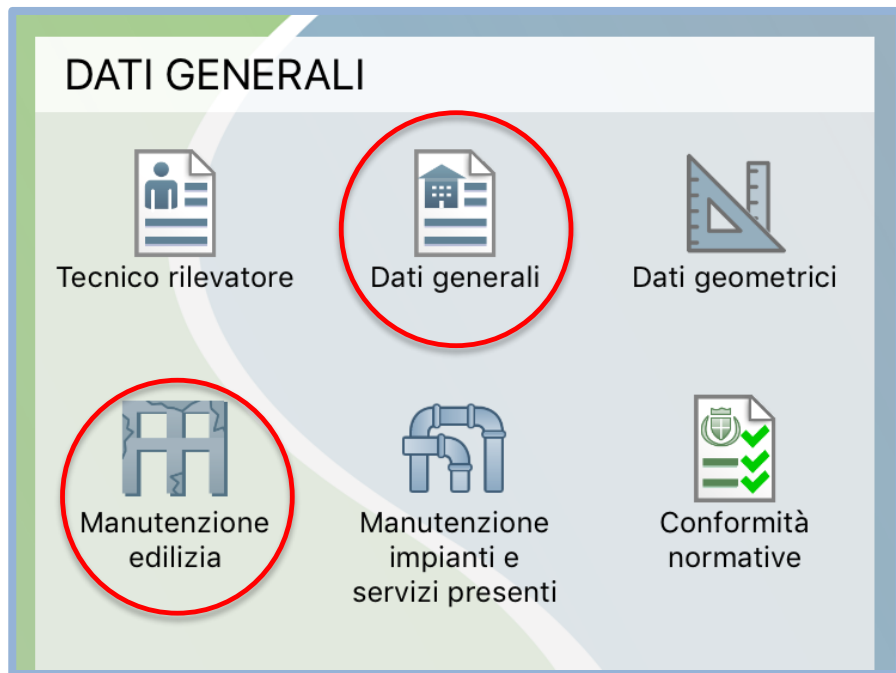 DATI GENERALI
Tecnico rilevatore
Dati generali
Dati geometrici
Manutenzione
edilizia
Manutenzione
impianti e
servizi presenti
Conformità
normative